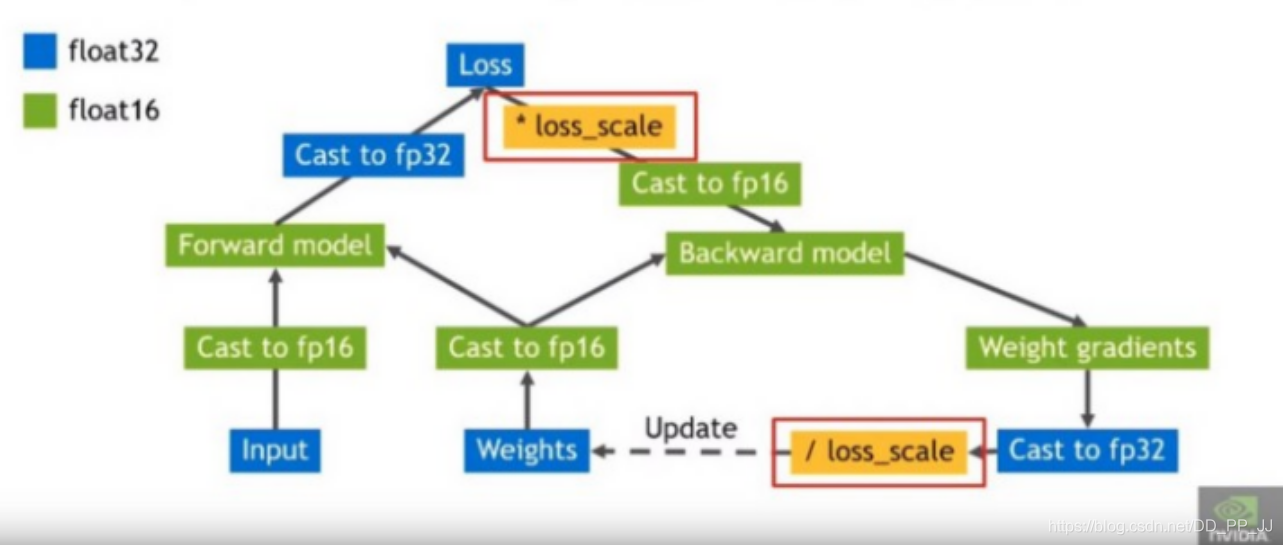 float32
float16
Loss
* loss_scale
Cast to fp32
Cast to fp16
Forward model
Backward model
Cast to fp16
Cast to fp16
Weight gradients
Input
Weights
Update
/ loss_scale
Cast to fp32
https://blog.csdn.net/DD_PP_JJ
NVIDIA